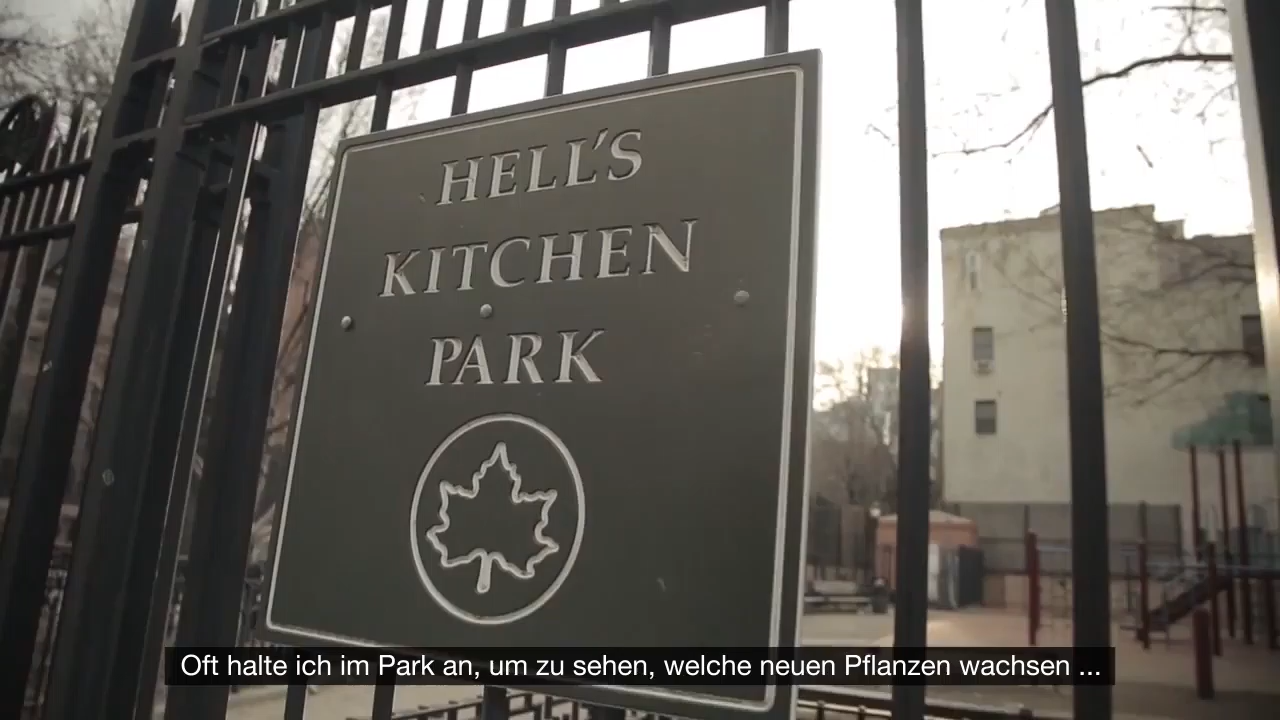 HELL'S
KITCHEN
PARK
Oft halte ich im Park an, um zu sehen, welche neuen Pflanzen wachsen ...